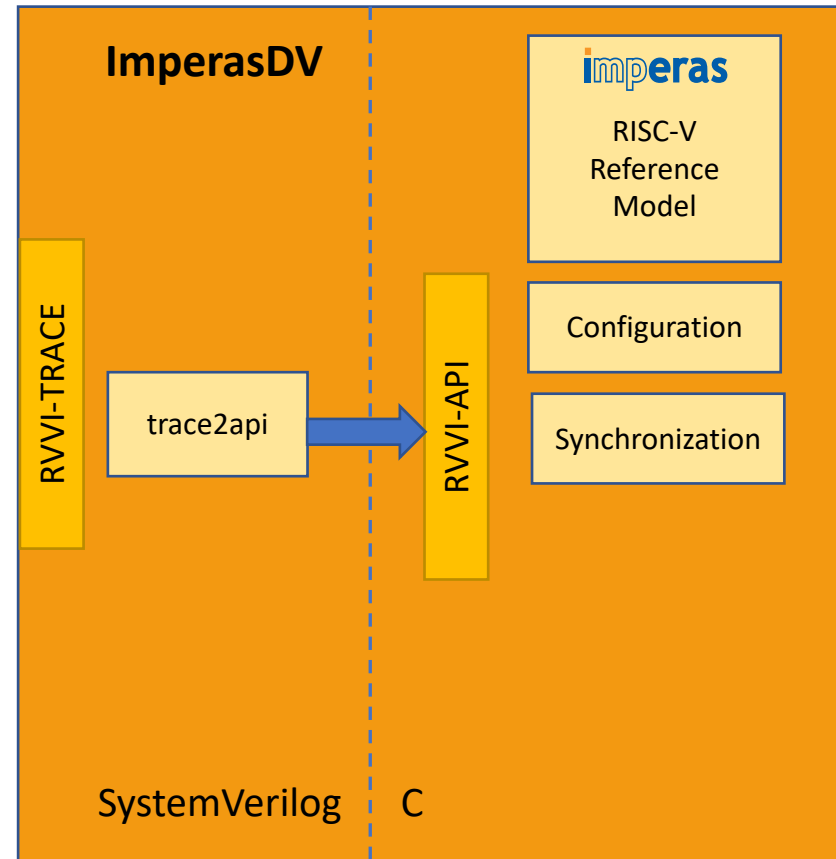 ImperasDV
imperas
RISC-V
Reference
Model
RVVI-TRACE
trace2api
RVVI-API
Configuration
Synchronization
SystemVerilog
C